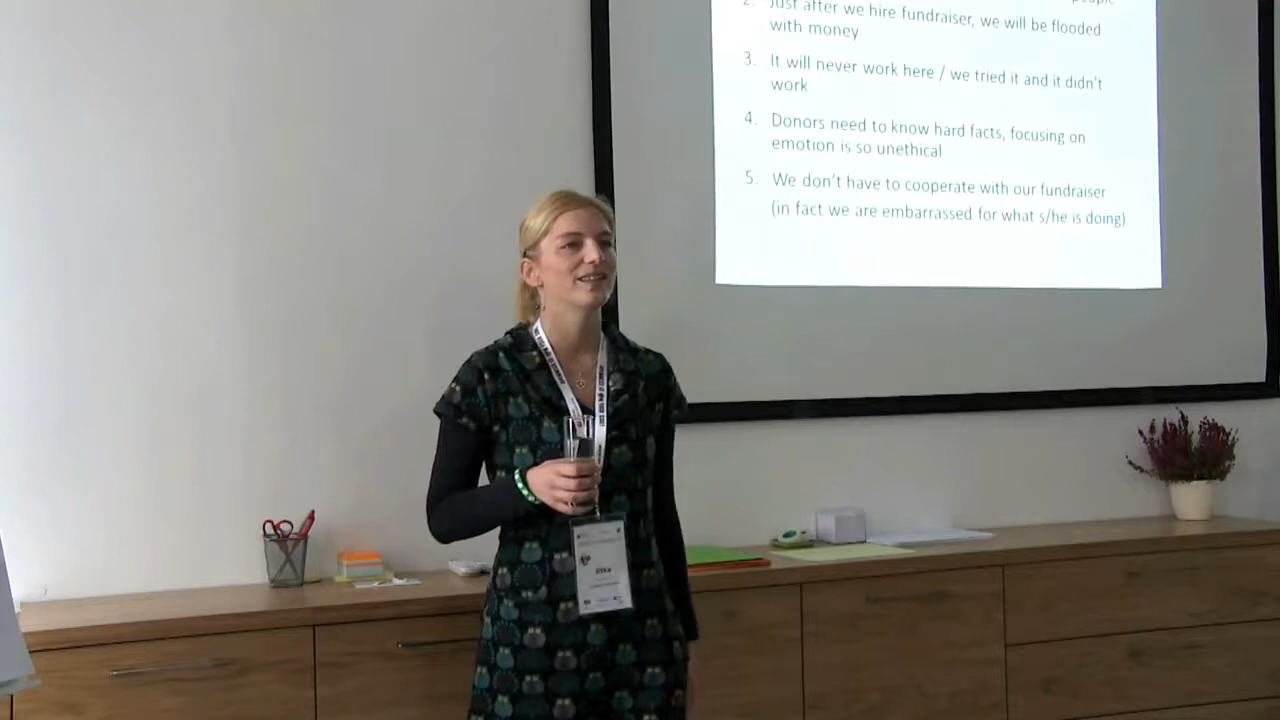 people
2. Just after we hire fundraiser, we will be flooded
with money
3. It will never work here / we tried it and it didn't
work
4. Donors need to know hard facts, focusing on
emotion is so unethical
5. We don't have to cooperate with our fundraiser
(in fact we are embarrassed for what s/he is doing)